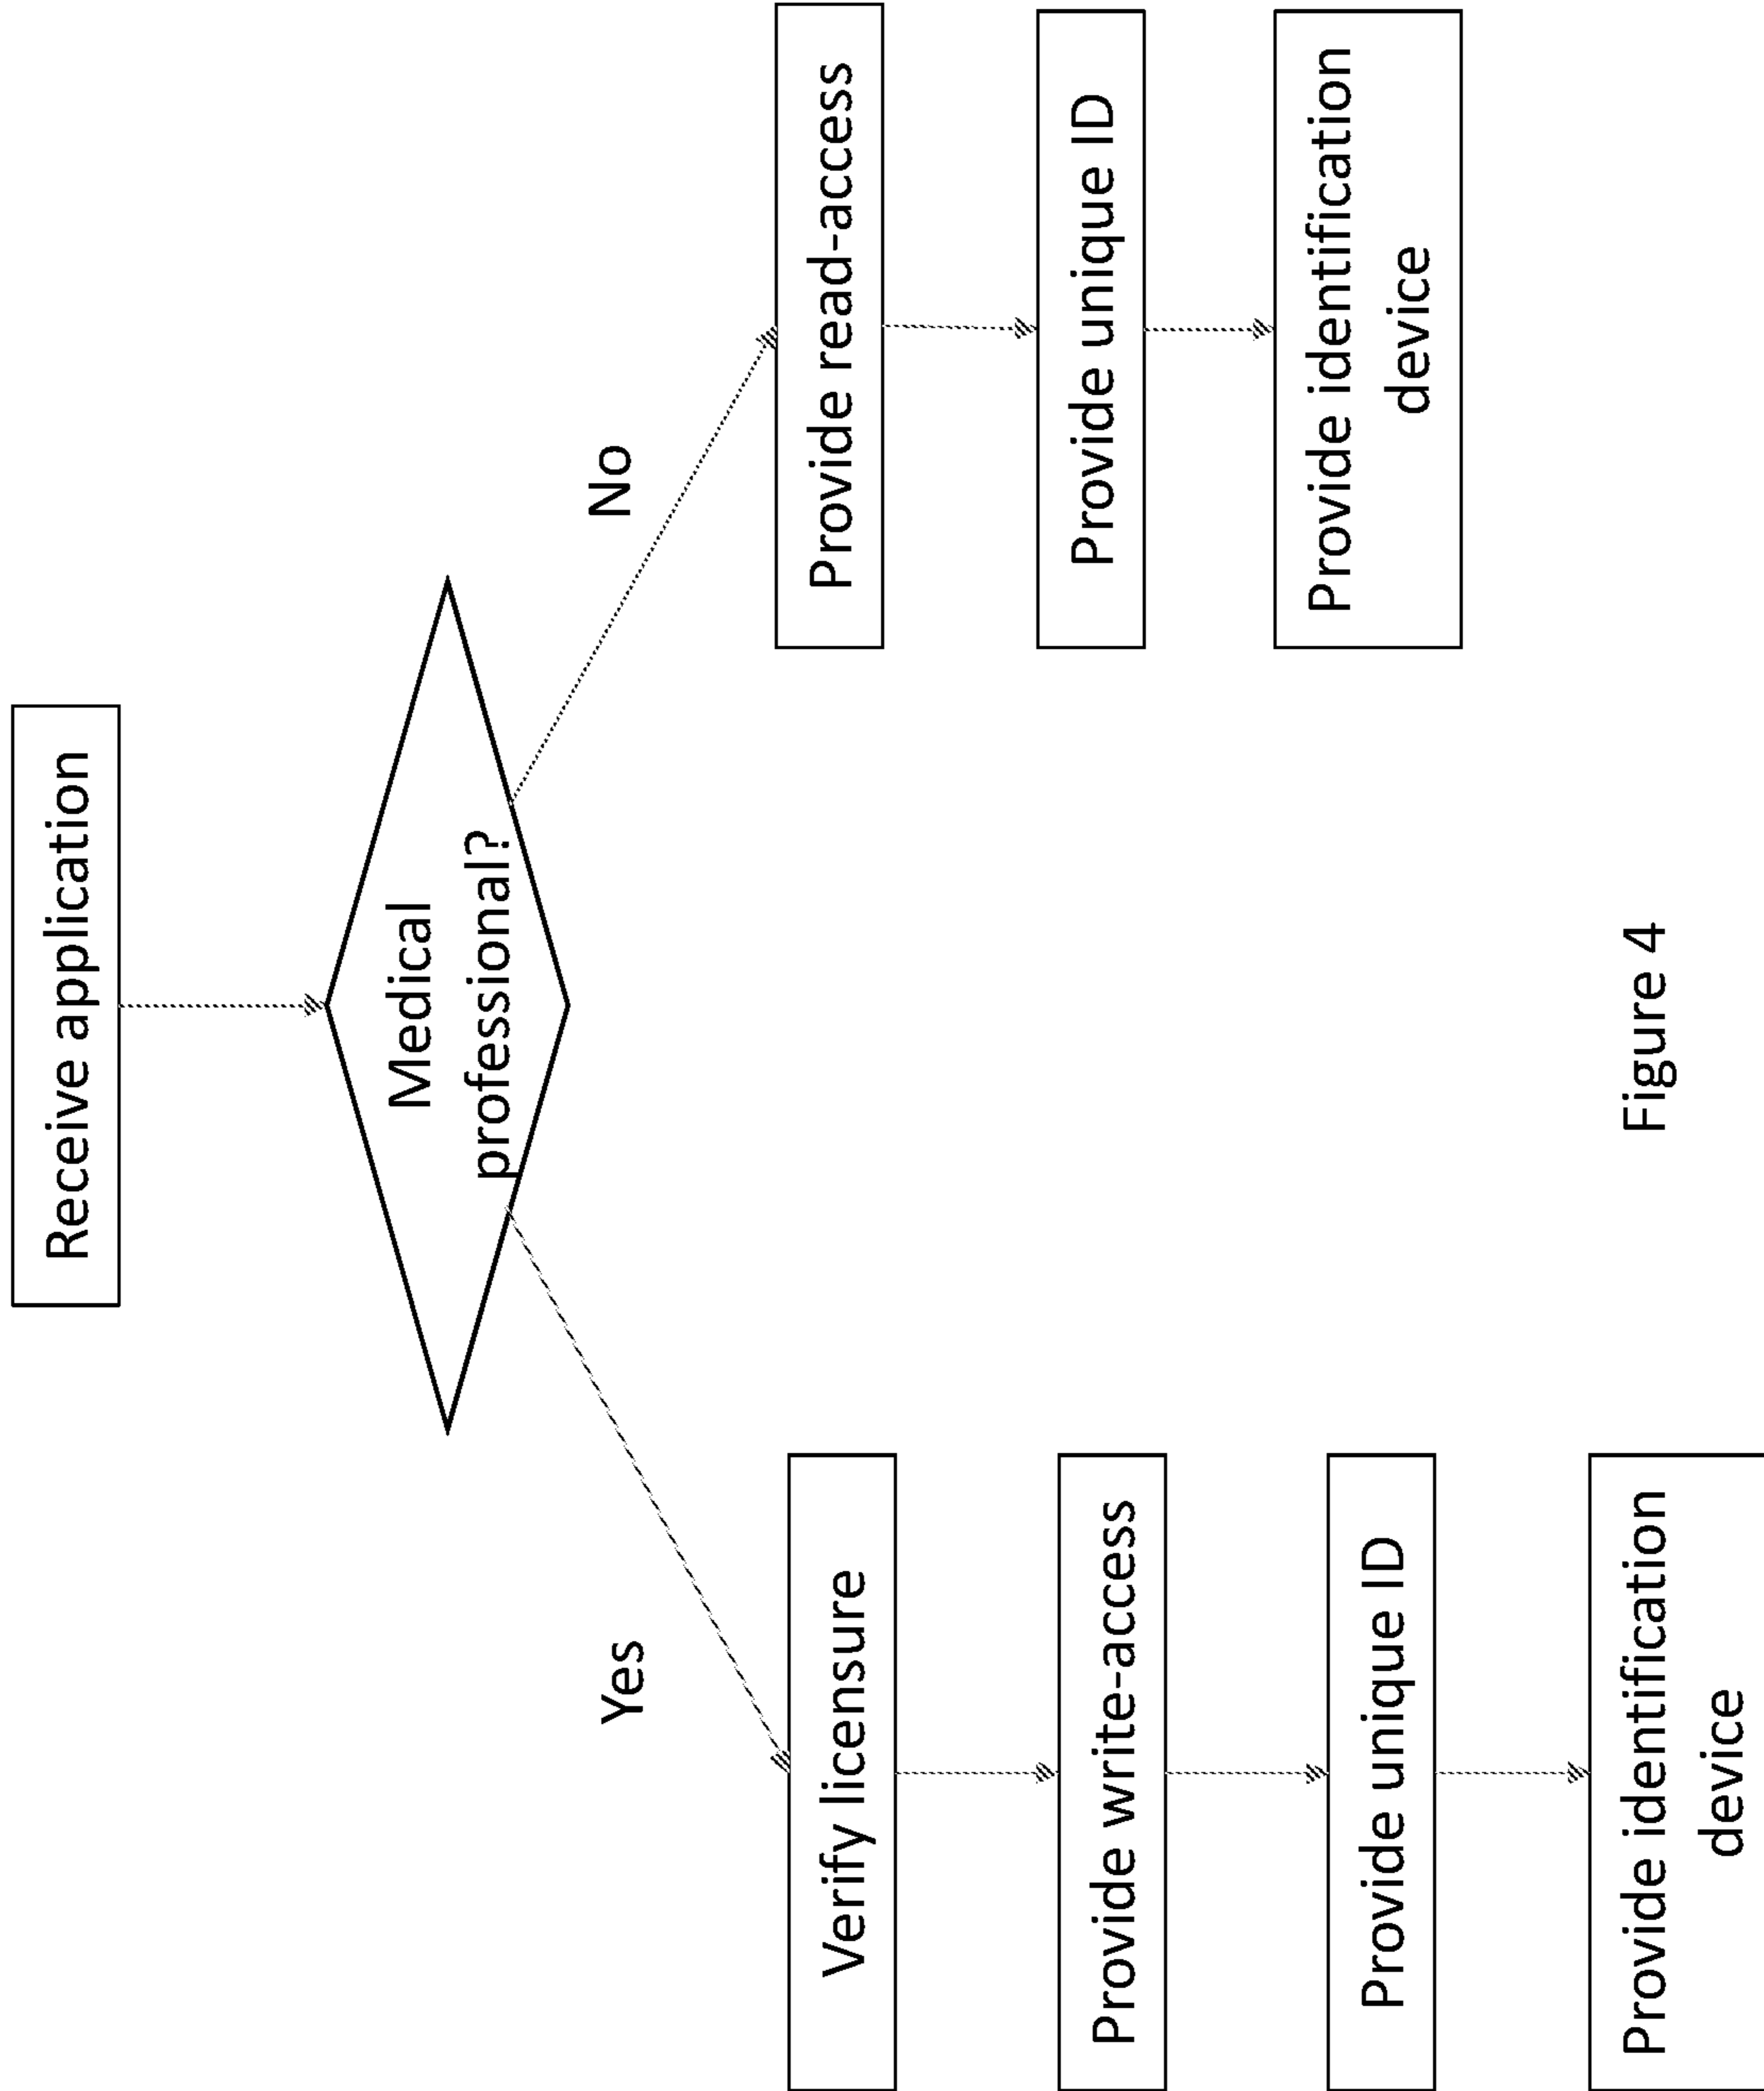 Receive application
Medical
professional?
Yes
No
Verify licensure
Provide write-access
Provide unique ID
Provide identification
device
Provide read-access
Provide unique ID
Provide identification
device
Figure 4